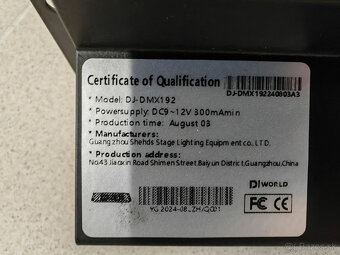 Certificate of Qualification
DJ-DMX192240803A3
* Model: DJ-DMX192
* Powersupply: DC9~12V 300mAmin
* Production time: August 03
* Manufacturers:
Guangzhou Shehds Stage Lighting Equipment co., LTD.
* Production address:
No.43 Jiaoxin Road Shimen Street,Baiyun District,Guangzhou,China
DJ WORLD
FC CE
YG 2024-08